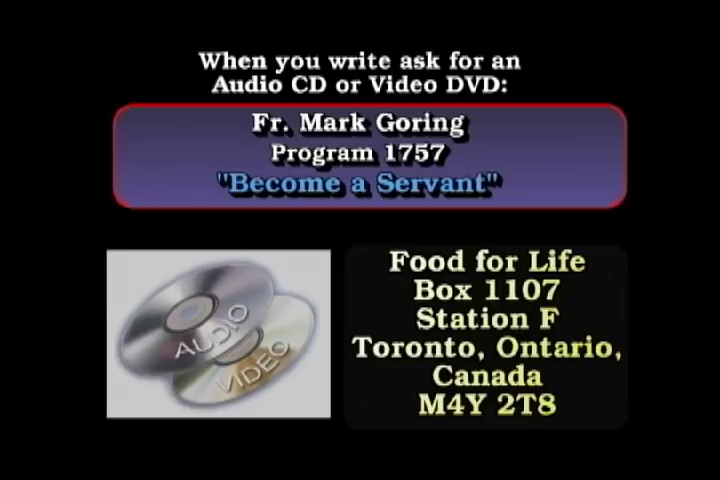 When you write ask for an
Audio CD or Video DVD:
Fr. Mark Goring
Program 1757
"Become a Servant"
AUDIO
VIDEO
Food for Life
Box 1107
Station F
Toronto, Ontario,
Canada
M4Y 2T8